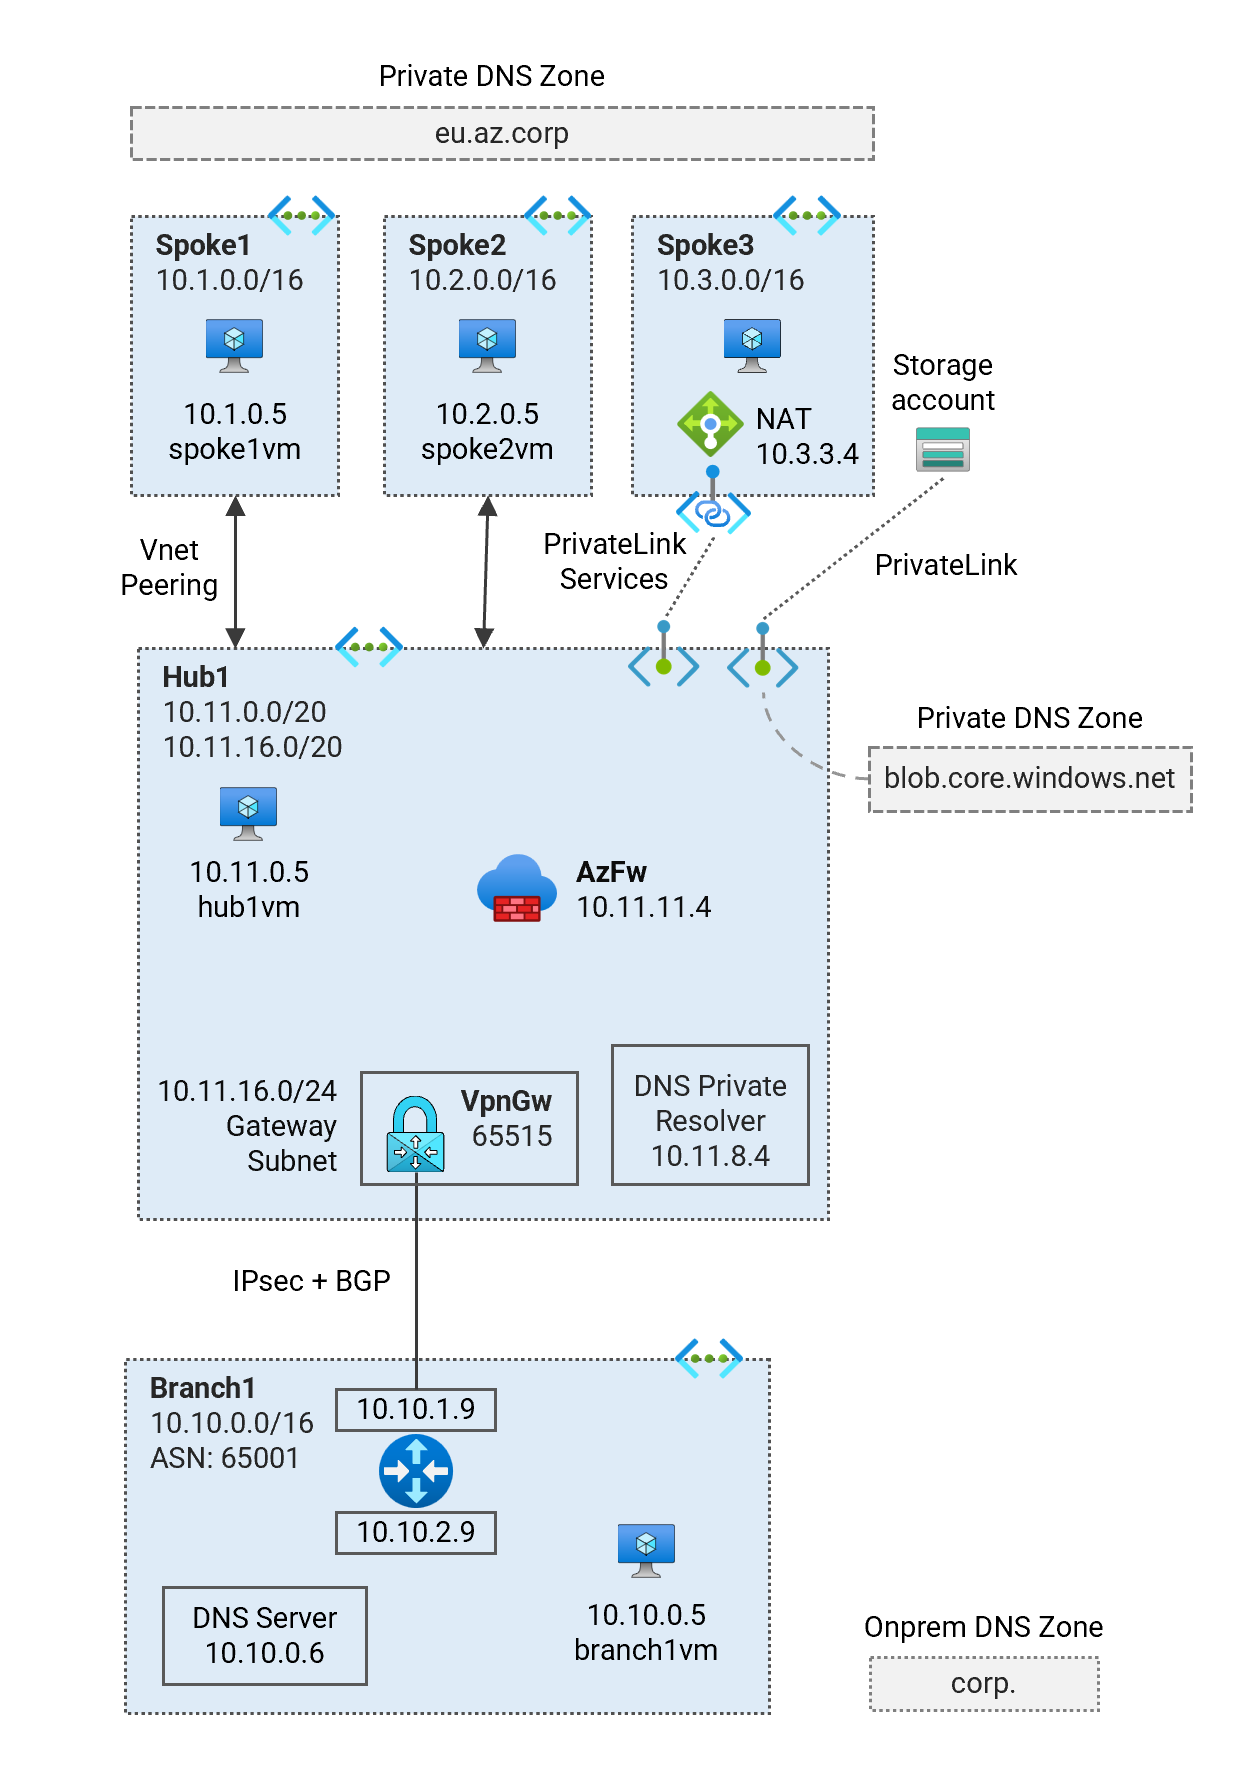 Private DNS Zone
eu.az.corp
Spoke1
10.1.0.0/16
10.1.0.5
spoke1vm
Spoke2
10.2.0.0/16
10.2.0.5
spoke2vm
Spoke3
10.3.0.0/16
NAT
10.3.3.4
Storage
account
Vnet
Peering
PrivateLink
Services
PrivateLink
Hub1
10.11.0.0/20
10.11.16.0/20
10.11.0.5
hub1vm
AzFw
10.11.11.4
Private DNS Zone
blob.core.windows.net
10.11.16.0/24
Gateway
Subnet
VpnGw
65515
DNS Private
Resolver
10.11.8.4
IPsec + BGP
Branch1
10.10.0.0/16
ASN: 65001
10.10.1.9
10.10.2.9
DNS Server
10.10.0.6
10.10.0.5
branch1vm
Onprem DNS Zone
corp.